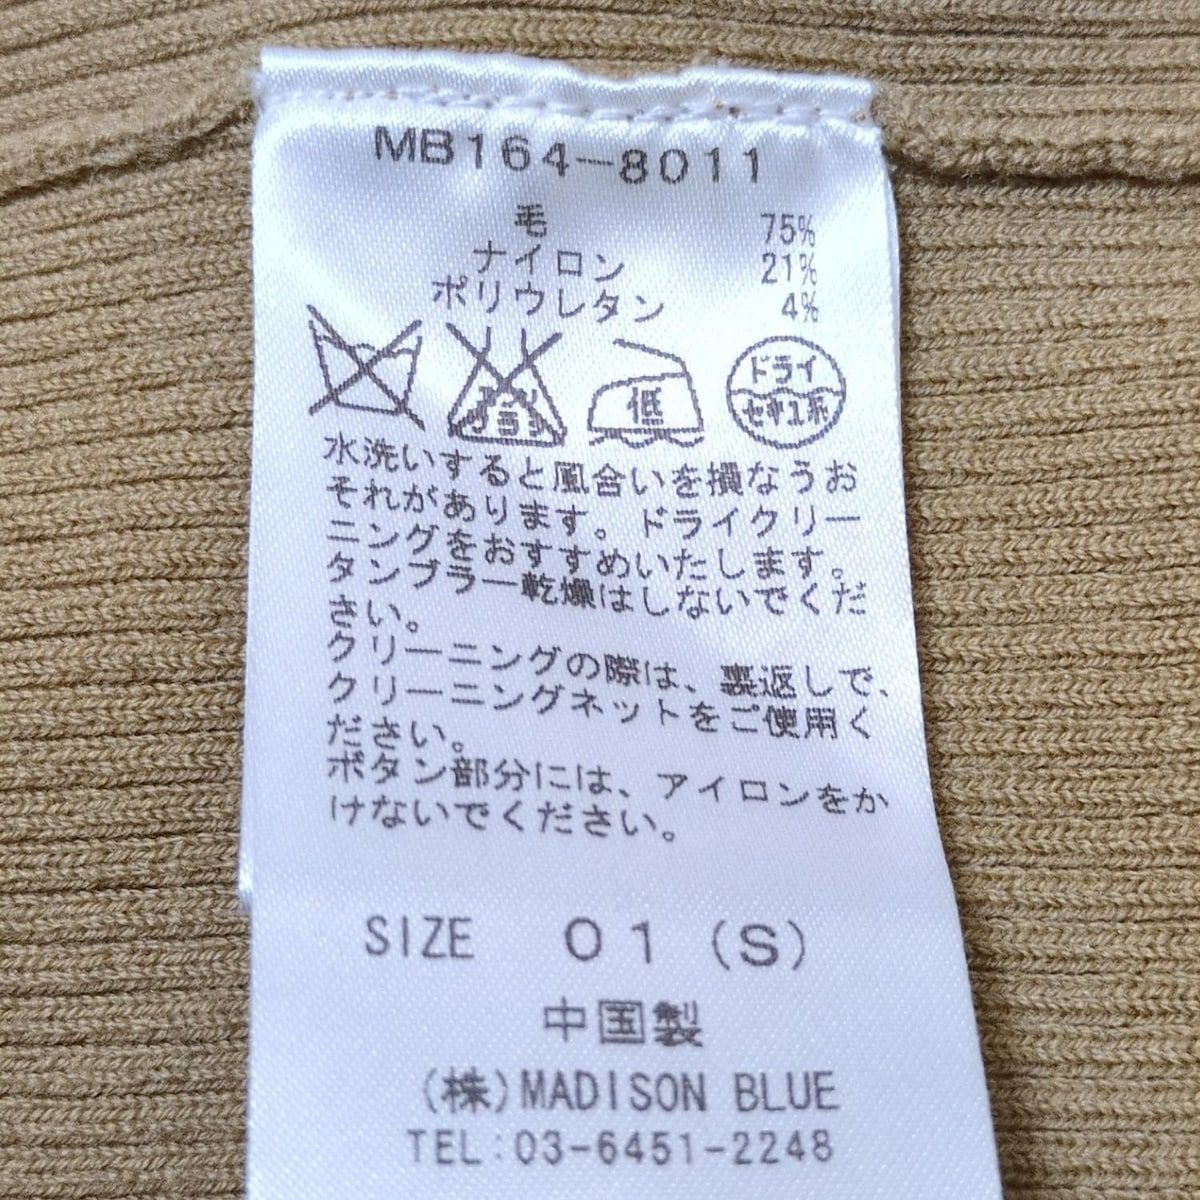 MB164-8011
毛 75%
ナイロン 21%
ポリウレタン 4%
エンソサラシ 低 ドライ
セキユ系
水洗いすると風合いを損なうお
それがあります。ドライクリー
ニングをおすすめいたします。
タンブラー乾燥はしないでくだ
さい。
クリーニングの際は、裏返しで、
クリーニングネットをご使用く
ださい。
ボタン部分には、アイロンをか
けないでください。
SIZE 01 (S)
中国製
(株)MADISON BLUE
TEL:03-6451-2248